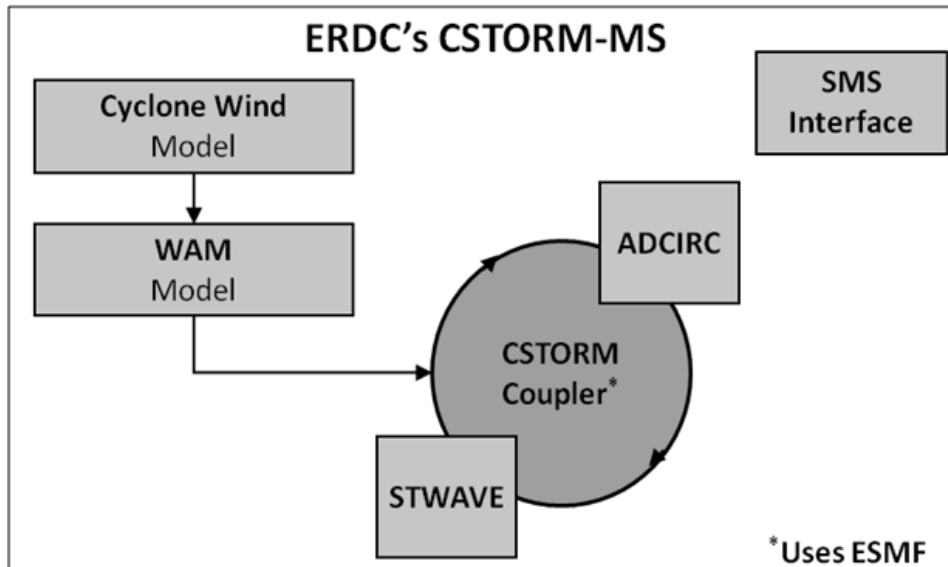 ERDC's CSTORM-MS
Cyclone Wind
Model
SMS
Interface
WAM
Model
ADCIRC
CSTORM
Coupler*
STWAVE
*Uses ESMF